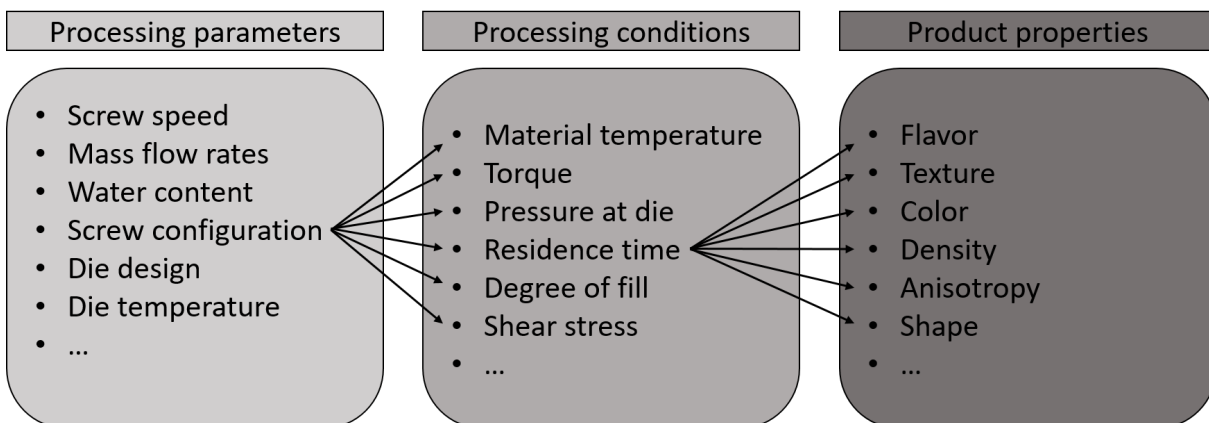 Processing parameters
• Screw speed
• Mass flow rates
• Water content
• Screw configuration
• Die design
• Die temperature
• ...
Processing conditions
• Material temperature
• Torque
• Pressure at die
• Residence time
• Degree of fill
• Shear stress
• ...
Product properties
• Flavor
• Texture
• Color
• Density
• Anisotropy
• Shape
• ...